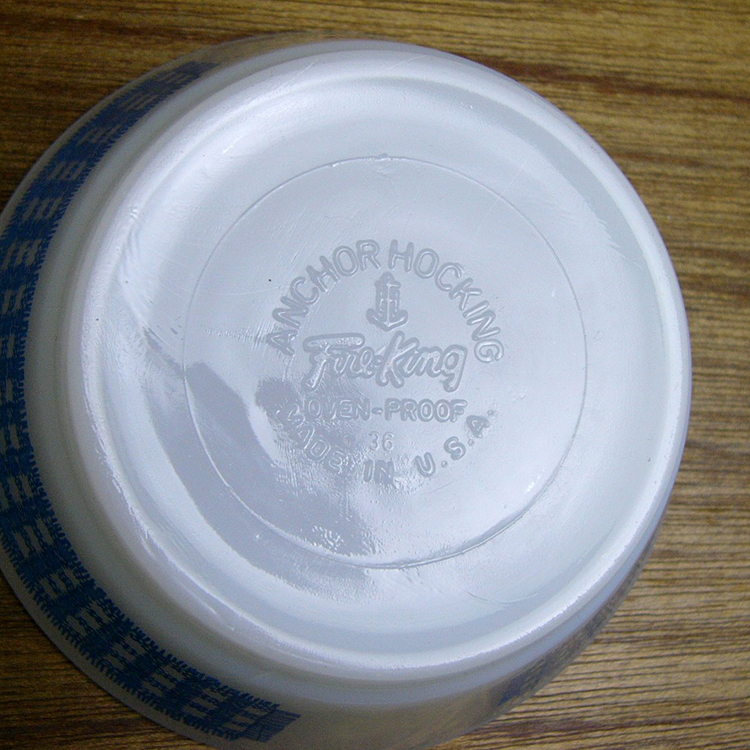 ANCHOR HOCKING
Fire-King
OVEN-PROOF
36
MADE IN U.S.A.